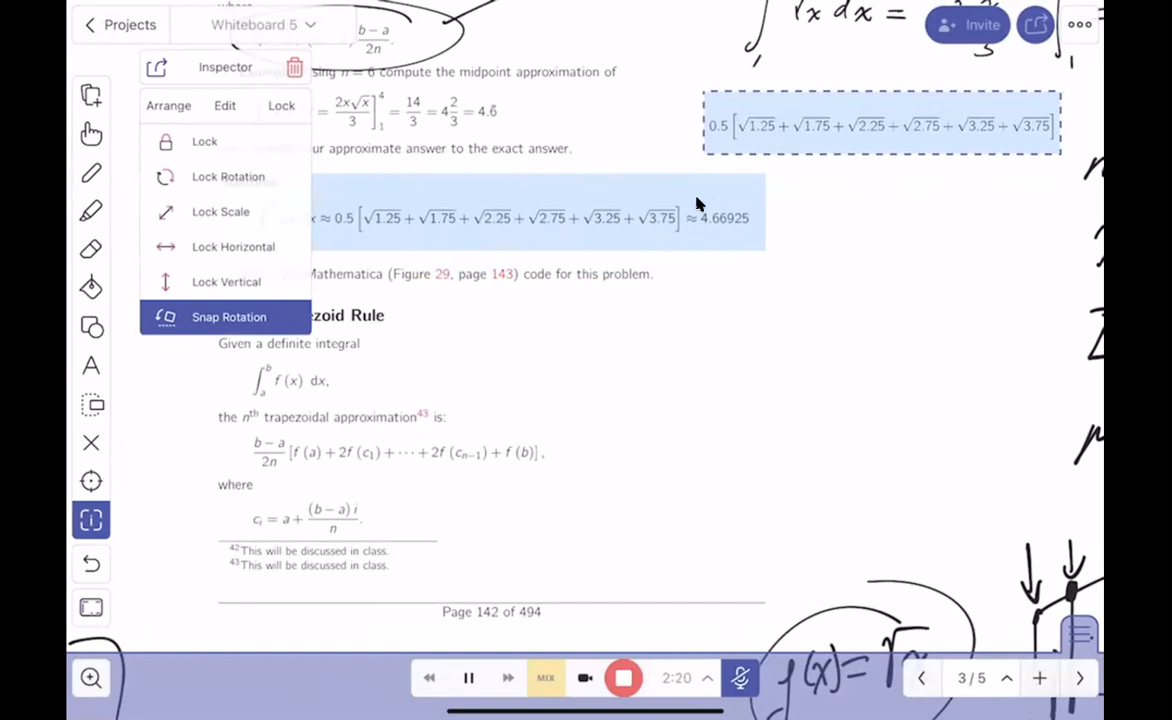 Projects
Whiteboard 5
∫ √x dx =
1
3
1
Invite
b − a
2n
Inspector
sing n = 6 compute the midpoint approximation of
Arrange
Edit
Lock
= 2x√x / 3 ]₁⁴ = 14/3 = 4 2/3 = 4.6̄
0.5 [√1.25 + √1.75 + √2.25 + √2.75 + √3.25 + √3.75]
Lock
ur approximate answer to the exact answer.
Lock Rotation
Lock Scale
x ≈ 0.5 [√1.25 + √1.75 + √2.25 + √2.75 + √3.25 + √3.75] ≈ 4.66925
Lock Horizontal
Mathematica (Figure 29, page 143) code for this problem.
Lock Vertical
Snap Rotation
zoid Rule
Given a definite integral
∫ₐᵇ f (x) dx,
the nth trapezoidal approximation43 is:
b − a / 2n [f (a) + 2f (c₁) + ··· + 2f (cₙ₋₁) + f (b)] ,
where
cᵢ = a + (b − a) i / n .
42This will be discussed in class.
43This will be discussed in class.
Page 142 of 494
f(x) = √x
MIX
2:20
3 / 5